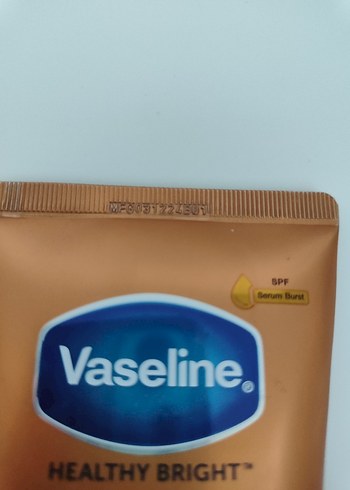 SPF
Serum Burst
Vaseline®
HEALTHY BRIGHT™